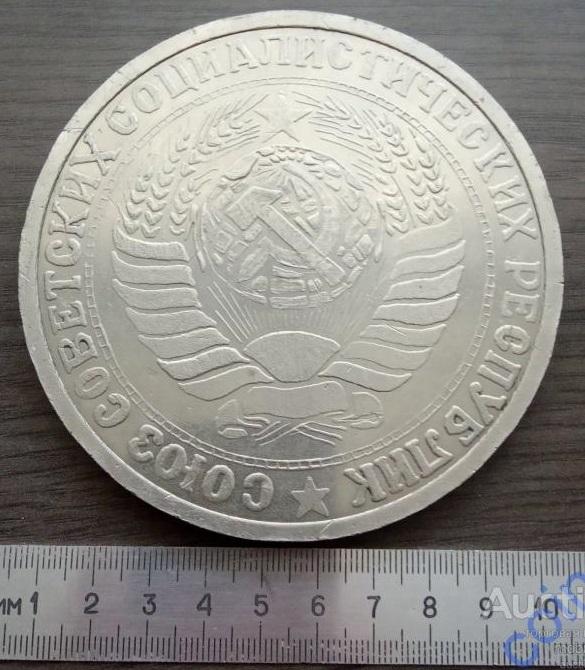 СОЮЗ СОВЕТСКИХ СОЦИАЛИСТИЧЕСКИХ РЕСПУБЛИК
мм 1 2 3 4 5 6 7 8 9 10